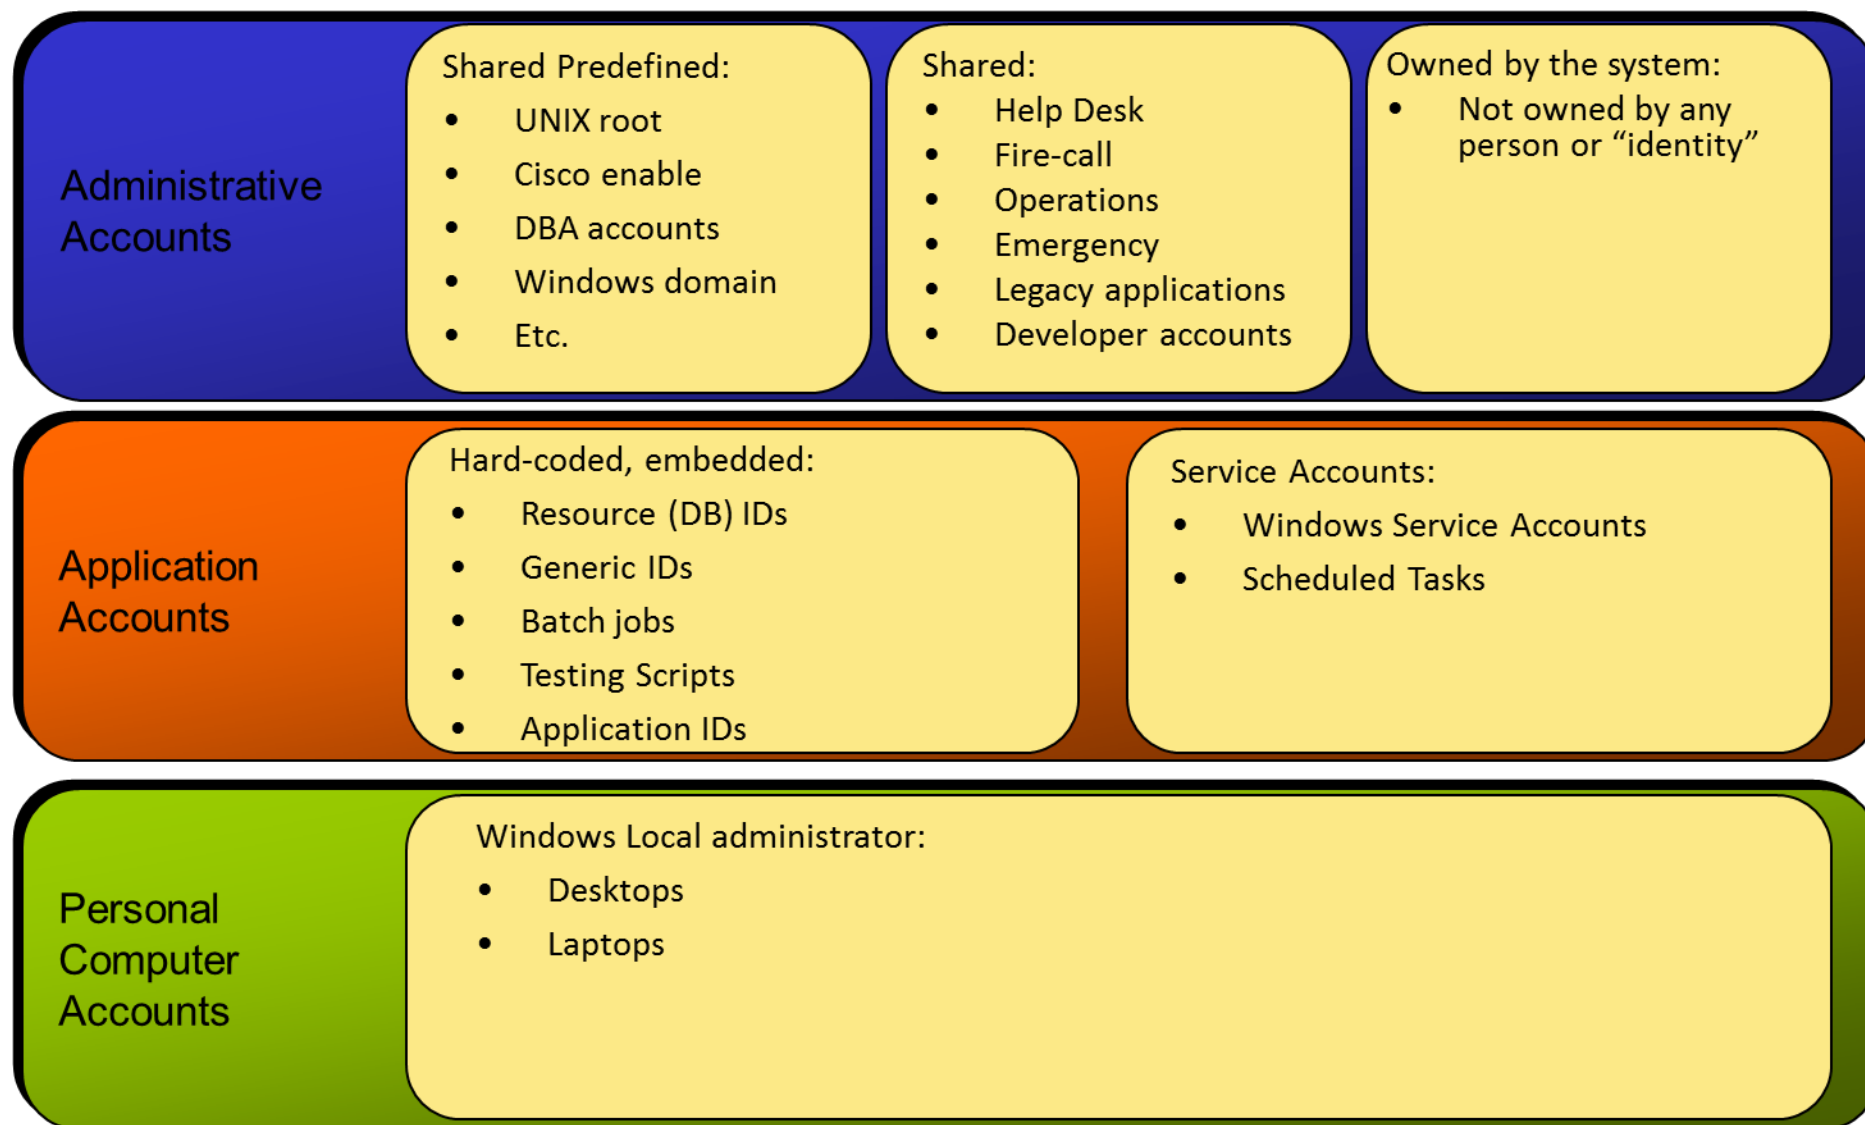 Administrative
Accounts
Shared Predefined:
• UNIX root
• Cisco enable
• DBA accounts
• Windows domain
• Etc.
Shared:
• Help Desk
• Fire-call
• Operations
• Emergency
• Legacy applications
• Developer accounts
Owned by the system:
• Not owned by any
person or “identity”
Application
Accounts
Hard-coded, embedded:
• Resource (DB) IDs
• Generic IDs
• Batch jobs
• Testing Scripts
• Application IDs
Service Accounts:
• Windows Service Accounts
• Scheduled Tasks
Personal
Computer
Accounts
Windows Local administrator:
• Desktops
• Laptops